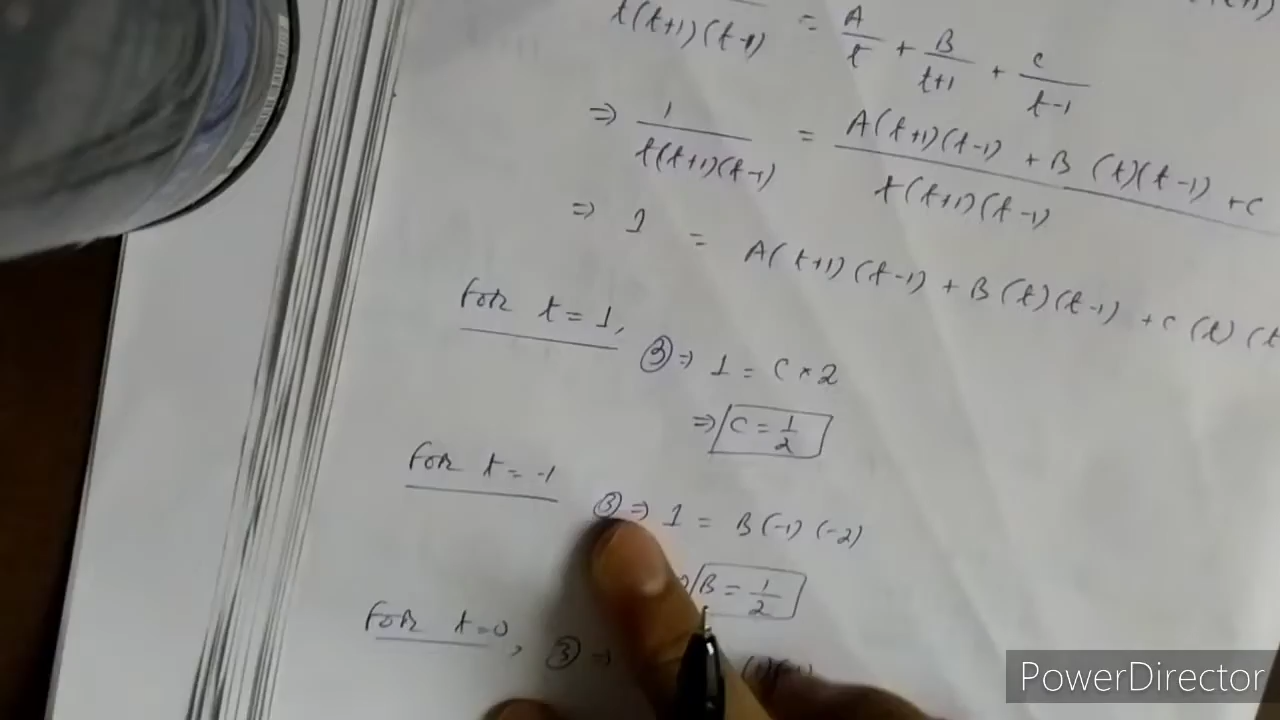 t(t+1)(t-1) = A/t + B/t+1 + C/t-1
⇒ 1/t(t+1)(t-1) = A(t+1)(t-1) + B (t)(t-1) + C/t(t+1)(t-1)
⇒ 1 = A(t+1)(t-1) + B(t)(t-1) + C(t)(t
for t=1,
③⇒ 1 = C×2
⇒ C = 1/2
for t=-1
③⇒ 1 = B(-1)(-2)
B = 1/2
for t=0, ③⇒
PowerDirector